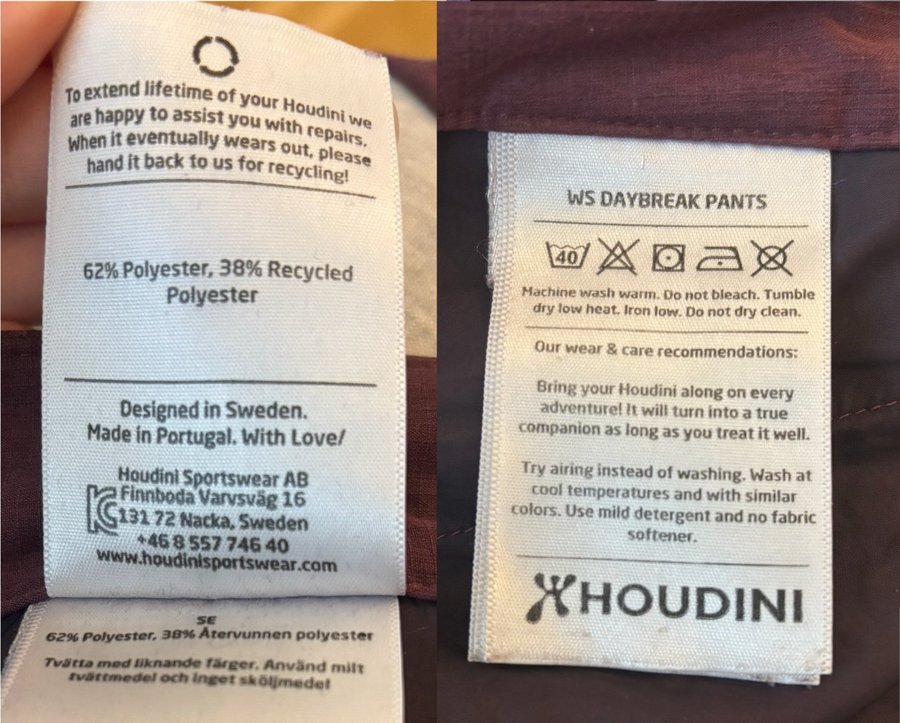 To extend lifetime of your Houdini we
are happy to assist you with repairs.
When it eventually wears out, please
hand it back to us for recycling!
62% Polyester, 38% Recycled
Polyester
Designed in Sweden.
Made in Portugal. With Love/
Houdini Sportswear AB
Finnboda Varvsväg 16
131 72 Nacka, Sweden
+46 8 557 746 40
www.houdinisportswear.com
SE
62% Polyester, 38% Återvunnen polyester
Tvätta med liknande färger. Använd milt
tvättmedel och inget sköljmedel
WS DAYBREAK PANTS
40
Machine wash warm. Do not bleach. Tumble
dry low heat. Iron low. Do not dry clean.
Our wear & care recommendations:
Bring your Houdini along on every
adventure! It will turn into a true
companion as long as you treat it well.
Try airing instead of washing. Wash at
cool temperatures and with similar
colors. Use mild detergent and no fabric
softener.
HOUDINI